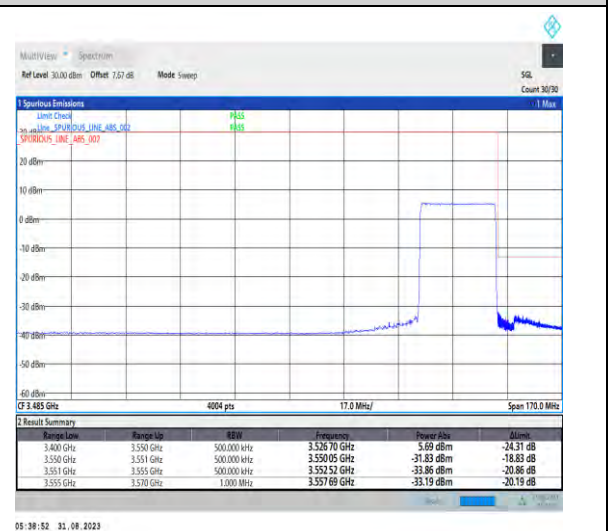 MultiView Spectrum
Ref Level 30.00 dBm Offset 7.67 dB Mode Sweep SGL
Count 30/30
1 Spurious Emissions 1 Max
Limit Check PASS
Line _SPURIOUS_LINE_ABS_002 PASS
_SPURIOUS_LINE_ABS_002
20 dBm
10 dBm
0 dBm
-10 dBm
-20 dBm
-30 dBm
-40 dBm
-50 dBm
-60 dBm
CF 3.485 GHz 4004 pts 17.0 MHz/ Span 170.0 MHz
2 Result Summary
Range Low Range Up RBW Frequency Power Abs ΔLimit
3.400 GHz 3.550 GHz 500.000 kHz 3.526 70 GHz 5.69 dBm -24.31 dB
3.550 GHz 3.551 GHz 500.000 kHz 3.550 05 GHz -31.83 dBm -18.83 dB
3.551 GHz 3.555 GHz 500.000 kHz 3.552 52 GHz -33.86 dBm -20.86 dB
3.555 GHz 3.570 GHz 1.000 MHz 3.557 69 GHz -33.19 dBm -20.19 dB
05:38:52 31.08.2023